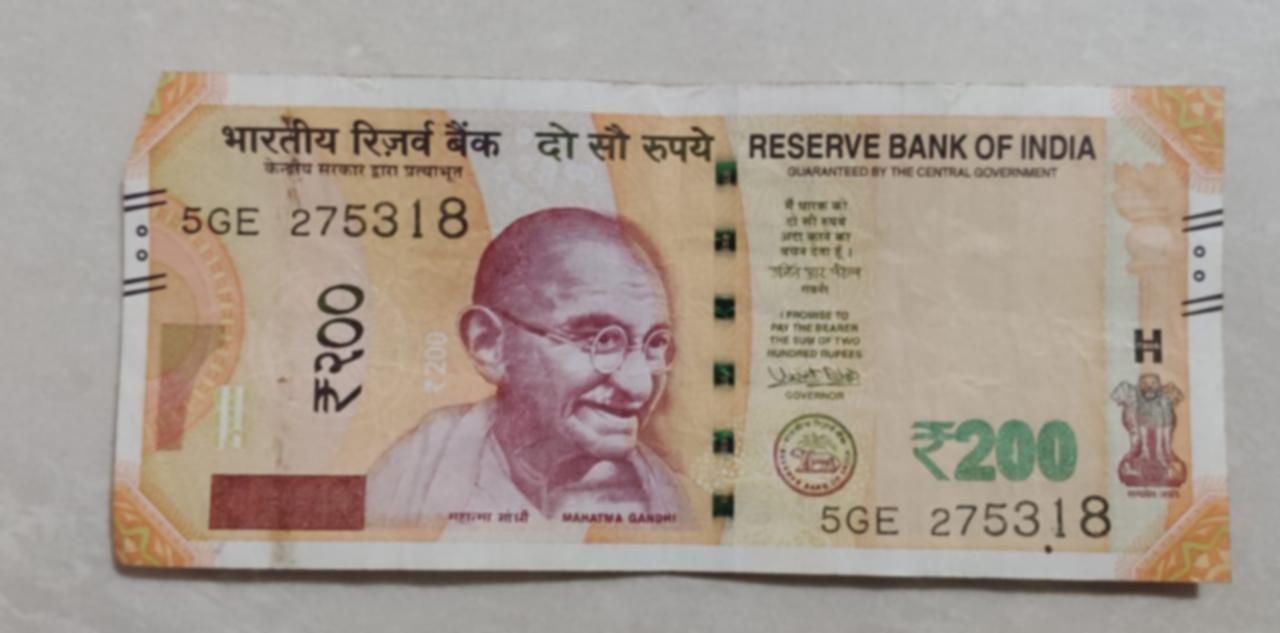 भारतीय रिज़र्व बैंक दो सौ रुपये
केन्द्रीय सरकार द्वारा प्रत्याभूत
RESERVE BANK OF INDIA
GUARANTEED BY THE CENTRAL GOVERNMENT
5GE 275318
₹२००
₹200
मैं धारक को
दो सौ रुपये
अदा करने का
वचन देता हूँ ।
गवर्नर
I PROMISE TO
PAY THE BEARER
THE SUM OF TWO
HUNDRED RUPEES
GOVERNOR
H
₹200
सत्यमेव जयते
5GE 275318
महात्मा गांधी MAHATMA GANDHI